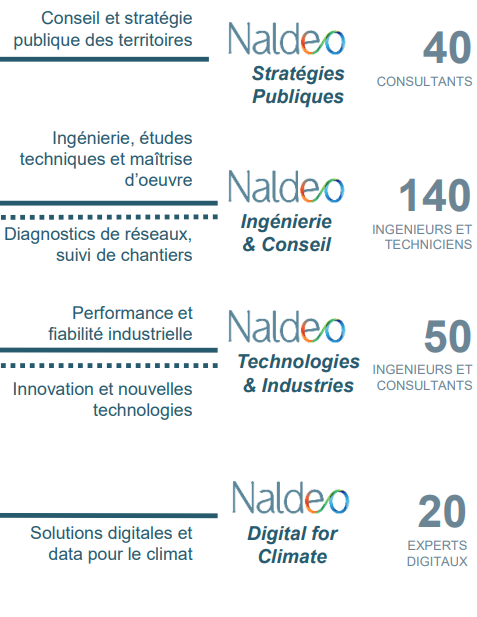 Conseil et stratégie
publique des territoires
Naldeo
Stratégies
Publiques
40
CONSULTANTS
Ingénierie, études
techniques et maîtrise
d'oeuvre
Diagnostics de réseaux,
suivi de chantiers
Naldeo
Ingénierie
& Conseil
140
INGENIEURS ET
TECHNICIENS
Performance et
fiabilité industrielle
Innovation et nouvelles
technologies
Naldeo
Technologies
& Industries
50
INGENIEURS ET
CONSULTANTS
Solutions digitales et
data pour le climat
Naldeo
Digital for
Climate
20
EXPERTS
DIGITAUX